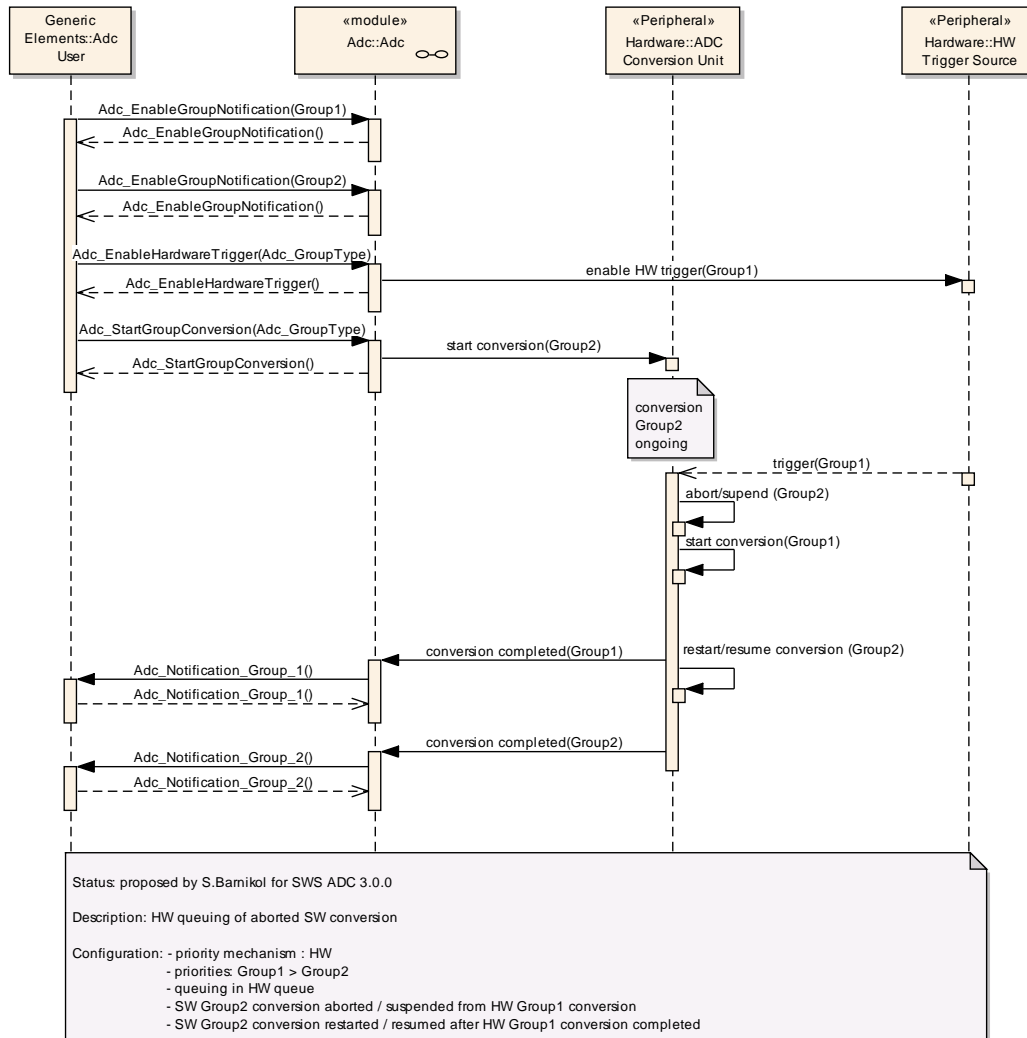 Generic
Elements::Adc
User
«module»
Adc::Adc
«Peripheral»
Hardware::ADC
Conversion Unit
«Peripheral»
Hardware::HW
Trigger Source
Adc_EnableGroupNotification(Group1)
Adc_EnableGroupNotification()
Adc_EnableGroupNotification(Group2)
Adc_EnableGroupNotification()
Adc_EnableHardwareTrigger(Adc_GroupType)
enable HW trigger(Group1)
Adc_EnableHardwareTrigger()
Adc_StartGroupConversion(Adc_GroupType)
start conversion(Group2)
Adc_StartGroupConversion()
conversion
Group2
ongoing
trigger(Group1)
abort/supend (Group2)
start conversion(Group1)
conversion completed(Group1)
restart/resume conversion (Group2)
Adc_Notification_Group_1()
Adc_Notification_Group_1()
conversion completed(Group2)
Adc_Notification_Group_2()
Adc_Notification_Group_2()
Status: proposed by S.Barnikol for SWS ADC 3.0.0
Description: HW queuing of aborted SW conversion
Configuration: - priority mechanism : HW
- priorities: Group1 > Group2
- queuing in HW queue
- SW Group2 conversion aborted / suspended from HW Group1 conversion
- SW Group2 conversion restarted / resumed after HW Group1 conversion completed